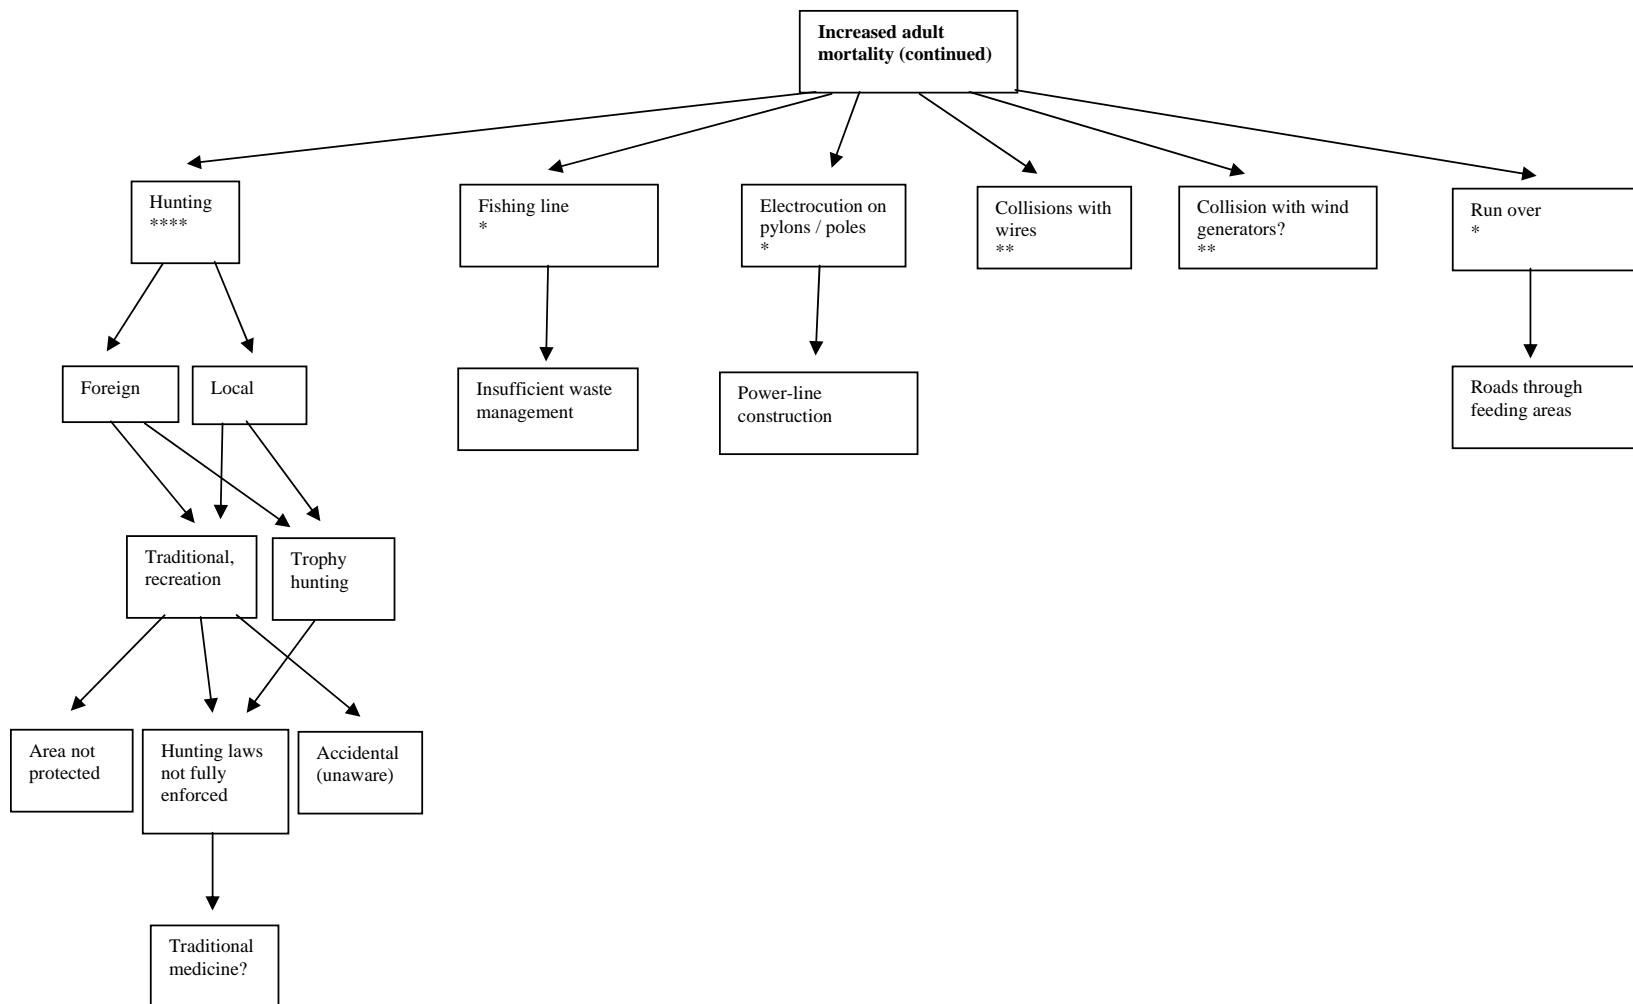 Increased adult
mortality (continued)
Hunting
****
Fishing line
*
Electrocution on
pylons / poles
*
Collisions with
wires
**
Collision with wind
generators?
**
Run over
*
Foreign
Local
Insufficient waste
management
Power-line
construction
Roads through
feeding areas
Traditional,
recreation
Trophy
hunting
Area not
protected
Hunting laws
not fully
enforced
Accidental
(unaware)
Traditional
medicine?